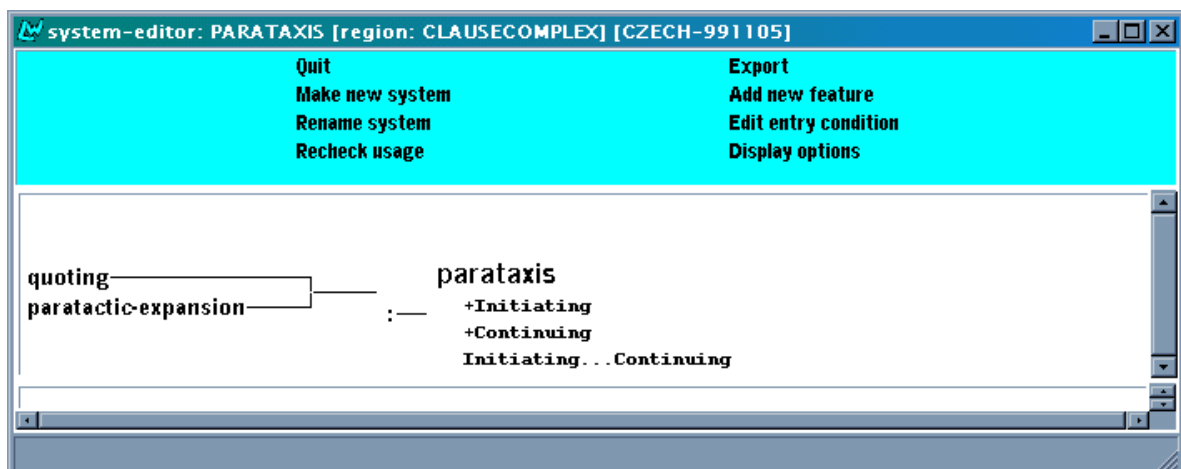 system-editor: PARATAXIS [region: CLAUSECOMPLEX] [CZECH-991105]
Quit Export
Make new system Add new feature
Rename system Edit entry condition
Recheck usage Display options
quoting parataxis
paratactic-expansion : +Initiating
+Continuing
Initiating...Continuing